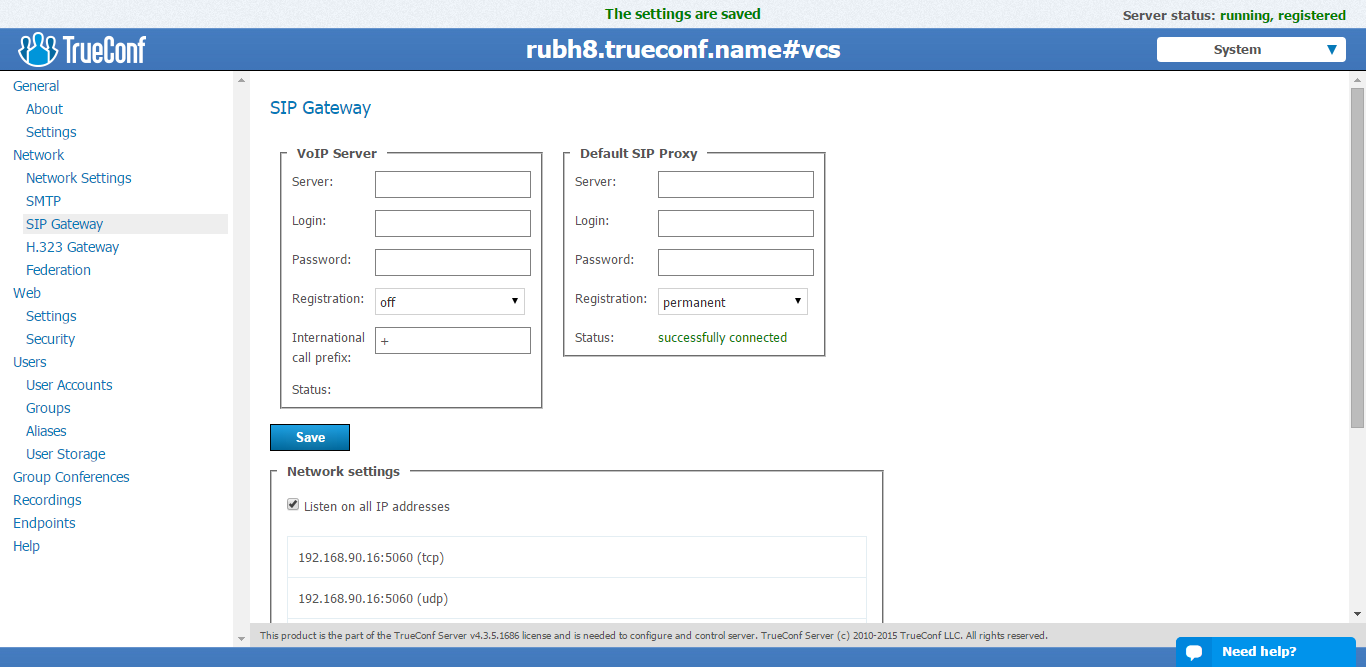 The settings are saved
Server status: running, registered
TrueConf
rubh8.trueconf.name#vcs
System
General
About
Settings
Network
Network Settings
SMTP
SIP Gateway
H.323 Gateway
Federation
Web
Settings
Security
Users
User Accounts
Groups
Aliases
User Storage
Group Conferences
Recordings
Endpoints
Help
SIP Gateway
VoIP Server
Server:
Login:
Password:
Registration: off
International
call prefix: +
Status:
Default SIP Proxy
Server:
Login:
Password:
Registration: permanent
Status: successfully connected
Save
Network settings
Listen on all IP addresses
192.168.90.16:5060 (tcp)
192.168.90.16:5060 (udp)
This product is the part of the TrueConf Server v4.3.5.1686 license and is needed to configure and control server. TrueConf Server (c) 2010-2015 TrueConf LLC. All rights reserved.
Need help?